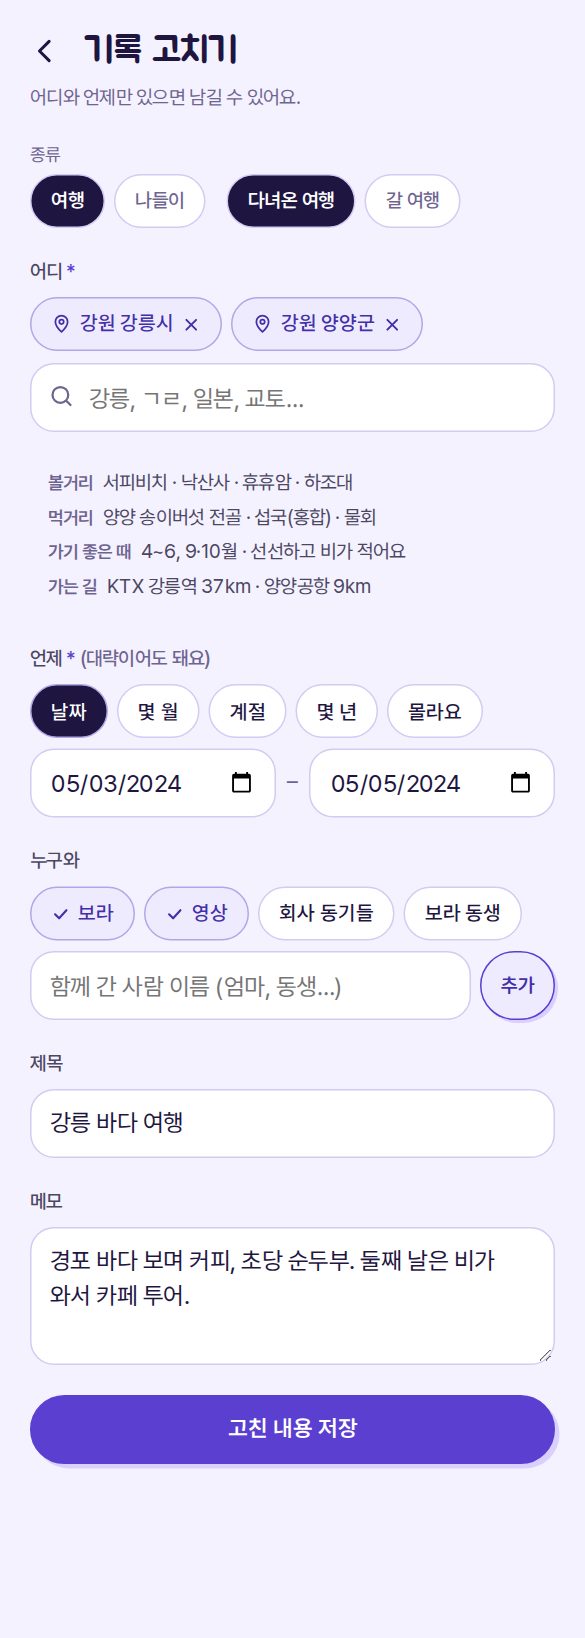 기록 고치기
어디와 언제만 있으면 남길 수 있어요.
종류
여행 나들이 다녀온 여행 갈 여행
어디 *
강원 강릉시 강원 양양군
강릉, ㄱㄹ, 일본, 교토...
볼거리 서피비치 · 낙산사 · 휴휴암 · 하조대
먹거리 양양 송이버섯 전골 · 섭국(홍합) · 물회
가기 좋은 때 4~6, 9·10월 · 선선하고 비가 적어요
가는 길 KTX 강릉역 37km · 양양공항 9km
언제 * (대략이어도 돼요)
날짜 몇 월 계절 몇 년 몰라요
05/03/2024 – 05/05/2024
누구와
보라 영상 회사 동기들 보라 동생
함께 간 사람 이름 (엄마, 동생...) 추가
제목
강릉 바다 여행
메모
경포 바다 보며 커피, 초당 순두부. 둘째 날은 비가
와서 카페 투어.
고친 내용 저장